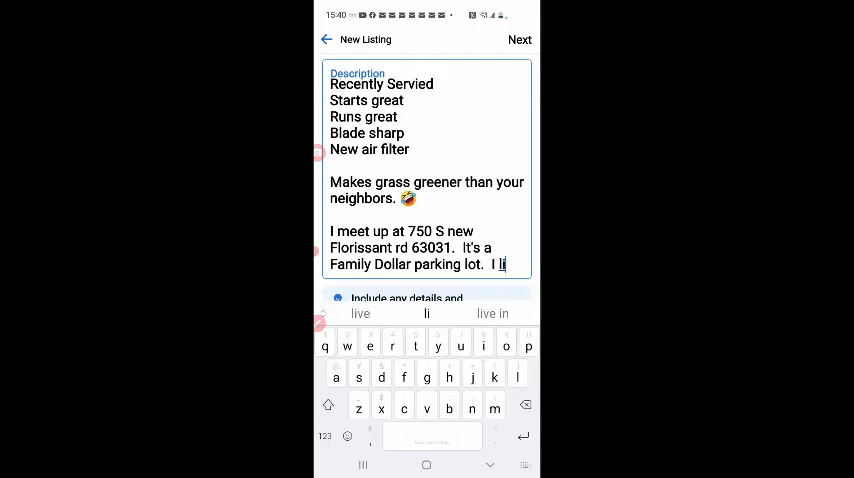 15:40
New Listing Next
Description
Recently Servied
Starts great
Runs great
Blade sharp
New air filter
Makes grass greener than your
neighbors. 🤣
I meet up at 750 S new
Florissant rd 63031. It's a
Family Dollar parking lot. I li
Include any details and
live li live in
q w e r t y u i o p
a s d f g h j k l
z x c v b n m
123 ,